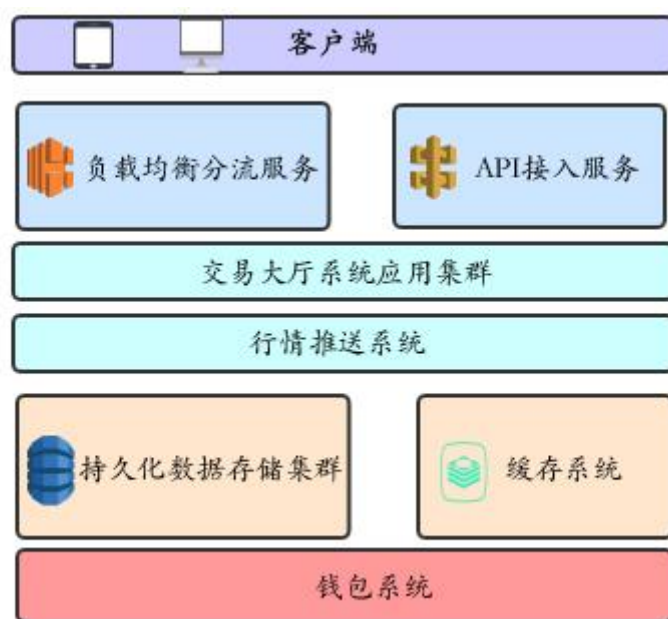 客户端
负载均衡分流服务
API接入服务
交易大厅系统应用集群
行情推送系统
持久化数据存储集群
缓存系统
钱包系统